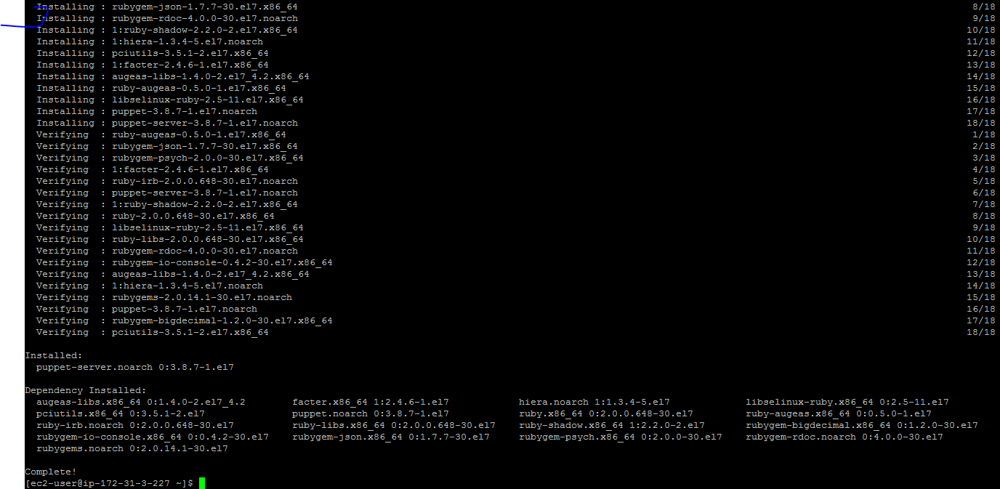 Installing : rubygem-json-1.7.7-30.el7.x86_64 8/18
Installing : rubygem-rdoc-4.0.0-30.el7.noarch 9/18
Installing : 1:ruby-shadow-2.2.0-2.el7.x86_64 10/18
Installing : 1:hiera-1.3.4-5.el7.noarch 11/18
Installing : pciutils-3.5.1-2.el7.x86_64 12/18
Installing : 1:facter-2.4.6-1.el7.x86_64 13/18
Installing : augeas-libs-1.4.0-2.el7_4.2.x86_64 14/18
Installing : ruby-augeas-0.5.0-1.el7.x86_64 15/18
Installing : libselinux-ruby-2.5-11.el7.x86_64 16/18
Installing : puppet-3.8.7-1.el7.noarch 17/18
Installing : puppet-server-3.8.7-1.el7.noarch 18/18
Verifying : ruby-augeas-0.5.0-1.el7.x86_64 1/18
Verifying : rubygem-json-1.7.7-30.el7.x86_64 2/18
Verifying : rubygem-psych-2.0.0-30.el7.x86_64 3/18
Verifying : 1:facter-2.4.6-1.el7.x86_64 4/18
Verifying : ruby-irb-2.0.0.648-30.el7.noarch 5/18
Verifying : puppet-server-3.8.7-1.el7.noarch 6/18
Verifying : 1:ruby-shadow-2.2.0-2.el7.x86_64 7/18
Verifying : ruby-2.0.0.648-30.el7.x86_64 8/18
Verifying : libselinux-ruby-2.5-11.el7.x86_64 9/18
Verifying : ruby-libs-2.0.0.648-30.el7.x86_64 10/18
Verifying : rubygem-rdoc-4.0.0-30.el7.noarch 11/18
Verifying : rubygem-io-console-0.4.2-30.el7.x86_64 12/18
Verifying : augeas-libs-1.4.0-2.el7_4.2.x86_64 13/18
Verifying : 1:hiera-1.3.4-5.el7.noarch 14/18
Verifying : rubygems-2.0.14.1-30.el7.noarch 15/18
Verifying : puppet-3.8.7-1.el7.noarch 16/18
Verifying : rubygem-bigdecimal-1.2.0-30.el7.x86_64 17/18
Verifying : pciutils-3.5.1-2.el7.x86_64 18/18
Installed:
puppet-server.noarch 0:3.8.7-1.el7
Dependency Installed:
augeas-libs.x86_64 0:1.4.0-2.el7_4.2 facter.x86_64 1:2.4.6-1.el7 hiera.noarch 1:1.3.4-5.el7 libselinux-ruby.x86_64 0:2.5-11.el7
pciutils.x86_64 0:3.5.1-2.el7 puppet.noarch 0:3.8.7-1.el7 ruby.x86_64 0:2.0.0.648-30.el7 ruby-augeas.x86_64 0:0.5.0-1.el7
ruby-irb.noarch 0:2.0.0.648-30.el7 ruby-libs.x86_64 0:2.0.0.648-30.el7 ruby-shadow.x86_64 1:2.2.0-2.el7 rubygem-bigdecimal.x86_64 0:1.2.0-30.el7
rubygem-io-console.x86_64 0:0.4.2-30.el7 rubygem-json.x86_64 0:1.7.7-30.el7 rubygem-psych.x86_64 0:2.0.0-30.el7 rubygem-rdoc.noarch 0:4.0.0-30.el7
rubygems.noarch 0:2.0.14.1-30.el7
Complete!
[ec2-user@ip-172-31-3-227 ~]$